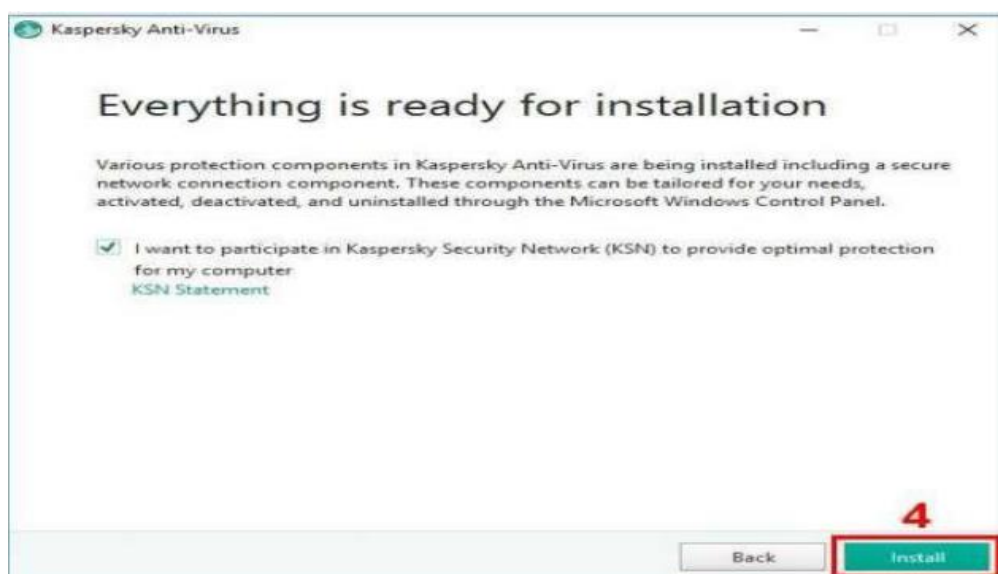 Kaspersky Anti-Virus
Everything is ready for installation
Various protection components in Kaspersky Anti-Virus are being installed including a secure
network connection component. These components can be tailored for your needs,
activated, deactivated, and uninstalled through the Microsoft Windows Control Panel.
I want to participate in Kaspersky Security Network (KSN) to provide optimal protection
for my computer
KSN Statement
4
Back
Install